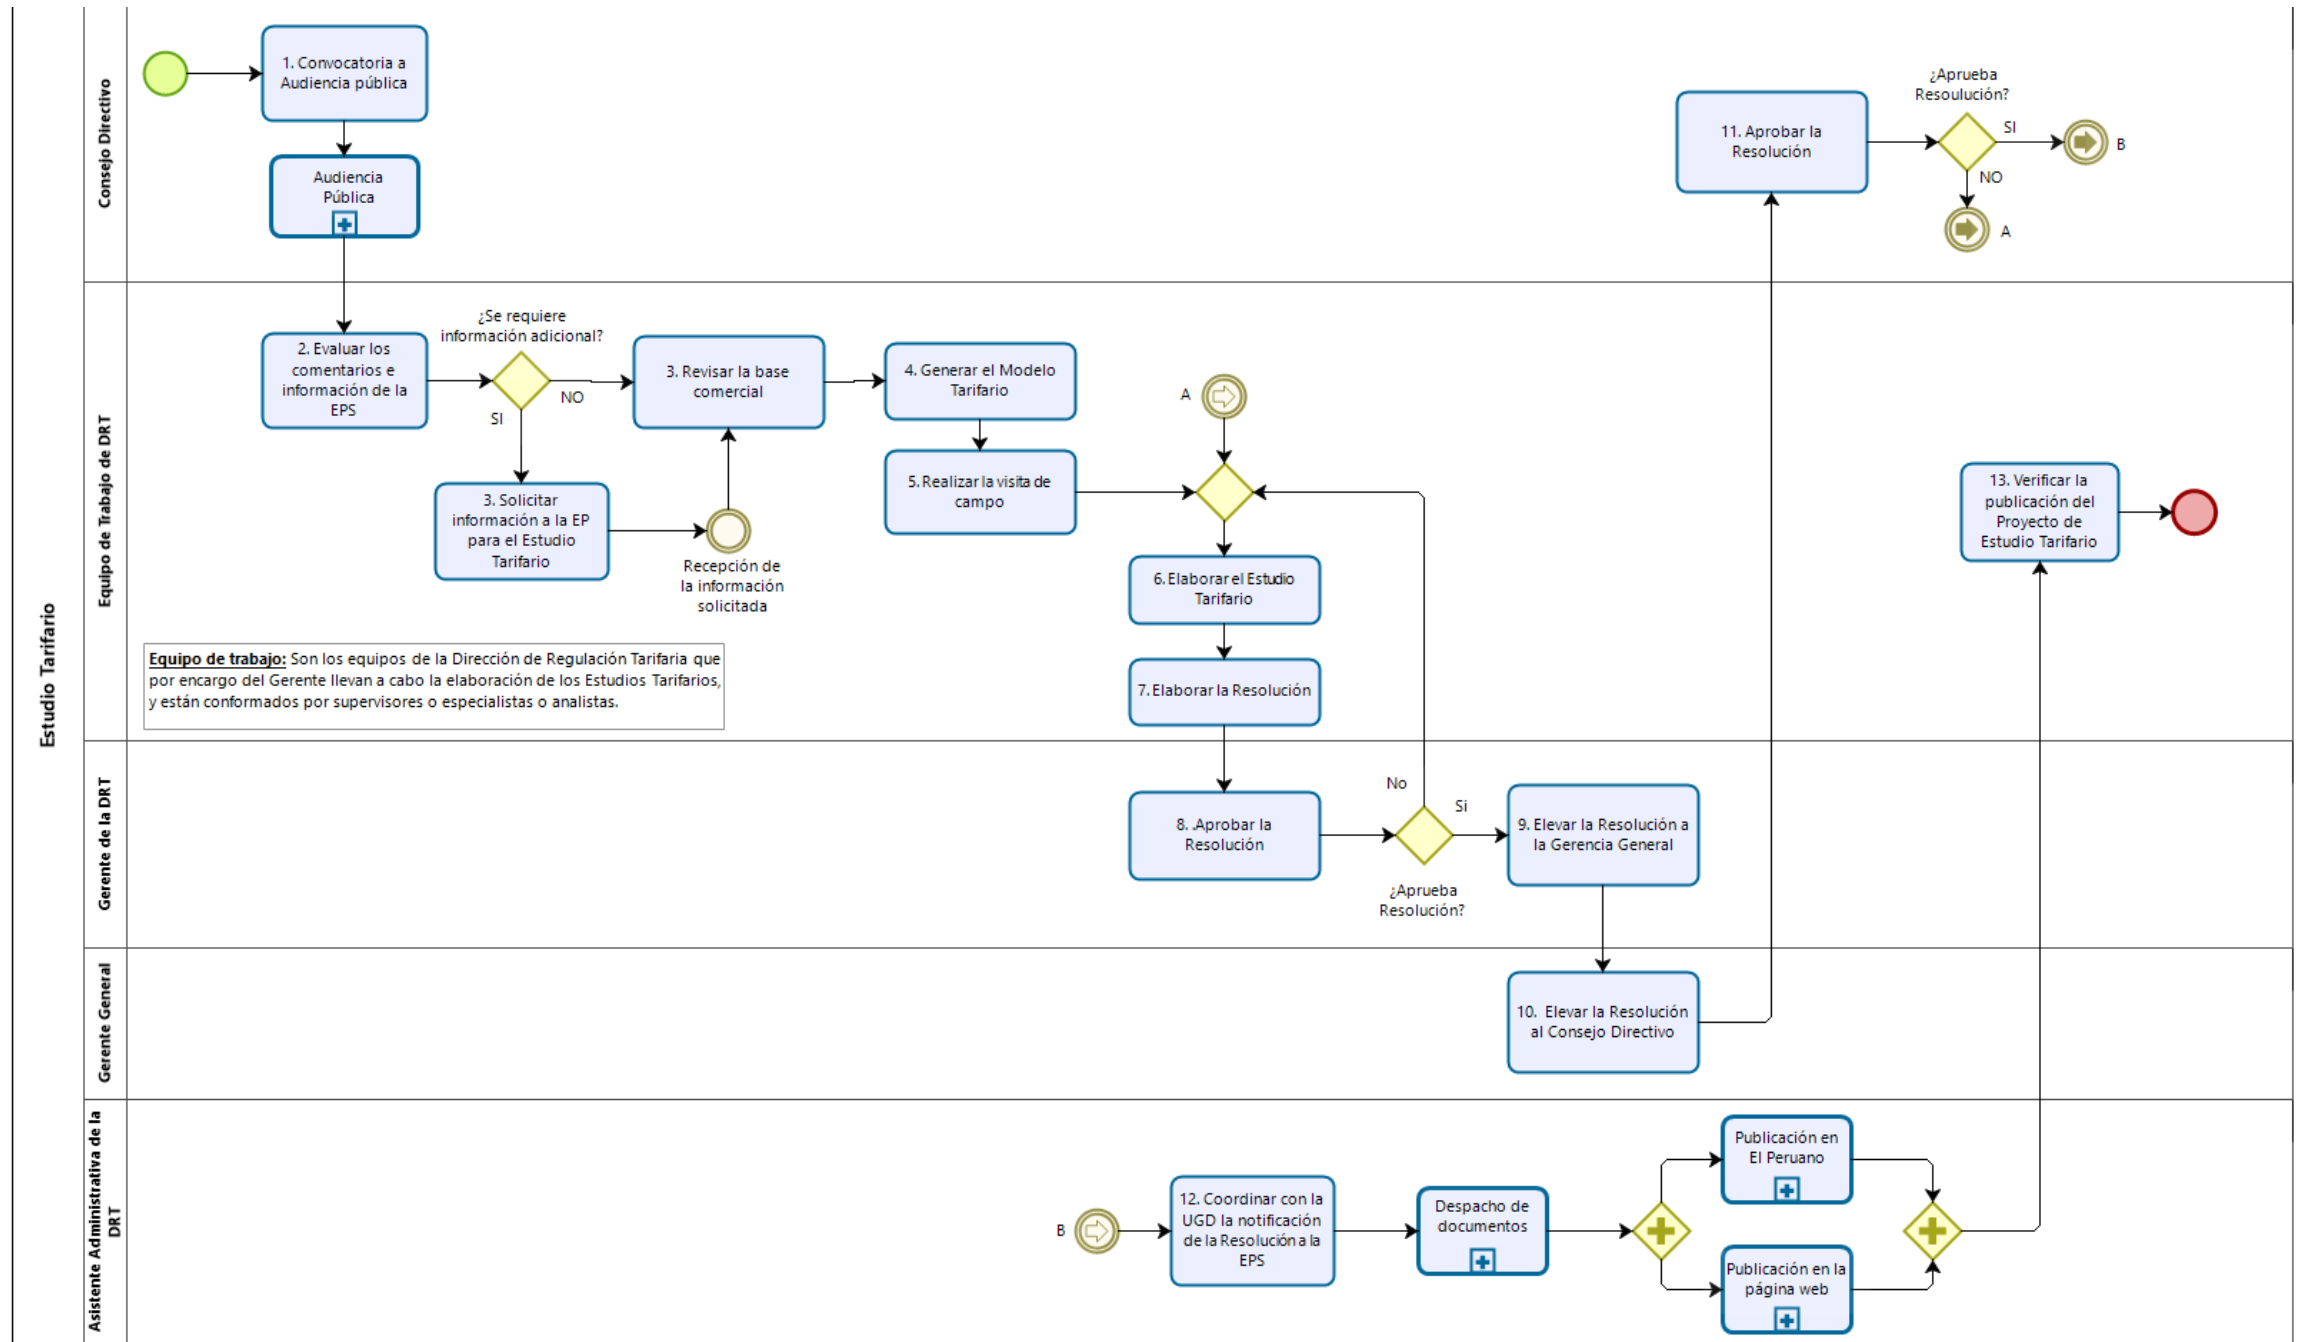 Estudio Tarifario
Consejo Directivo
1. Convocatoria a
Audiencia pública
Audiencia
Pública
11. Aprobar la
Resolución
¿Aprueba
Resoulución?
SI
B
NO
A
Equipo de Trabajo de DRT
2. Evaluar los
comentarios e
información de la
EPS
¿Se requiere
información adicional?
NO
SI
3. Solicitar
información a la EP
para el Estudio
Tarifario
Recepción de
la información
solicitada
3. Revisar la base
comercial
4. Generar el Modelo
Tarifario
5. Realizar la visita de
campo
A
6. Elaborar el Estudio
Tarifario
7. Elaborar la Resolución
13. Verificar la
publicación del
Proyecto de
Estudio Tarifario
Equipo de trabajo: Son los equipos de la Dirección de Regulación Tarifaria que
por encargo del Gerente llevan a cabo la elaboración de los Estudios Tarifarios,
y están conformados por supervisores o especialistas o analistas.
Gerente de la DRT
8. .Aprobar la
Resolución
No
Si
¿Aprueba
Resolución?
9. Elevar la Resolución a
la Gerencia General
Gerente General
10. Elevar la Resolución
al Consejo Directivo
Asistente Administrativa de la
DRT
B
12. Coordinar con la
UGD la notificación
de la Resolución a la
EPS
Despacho de
documentos
Publicación en
El Peruano
Publicación en la
página web